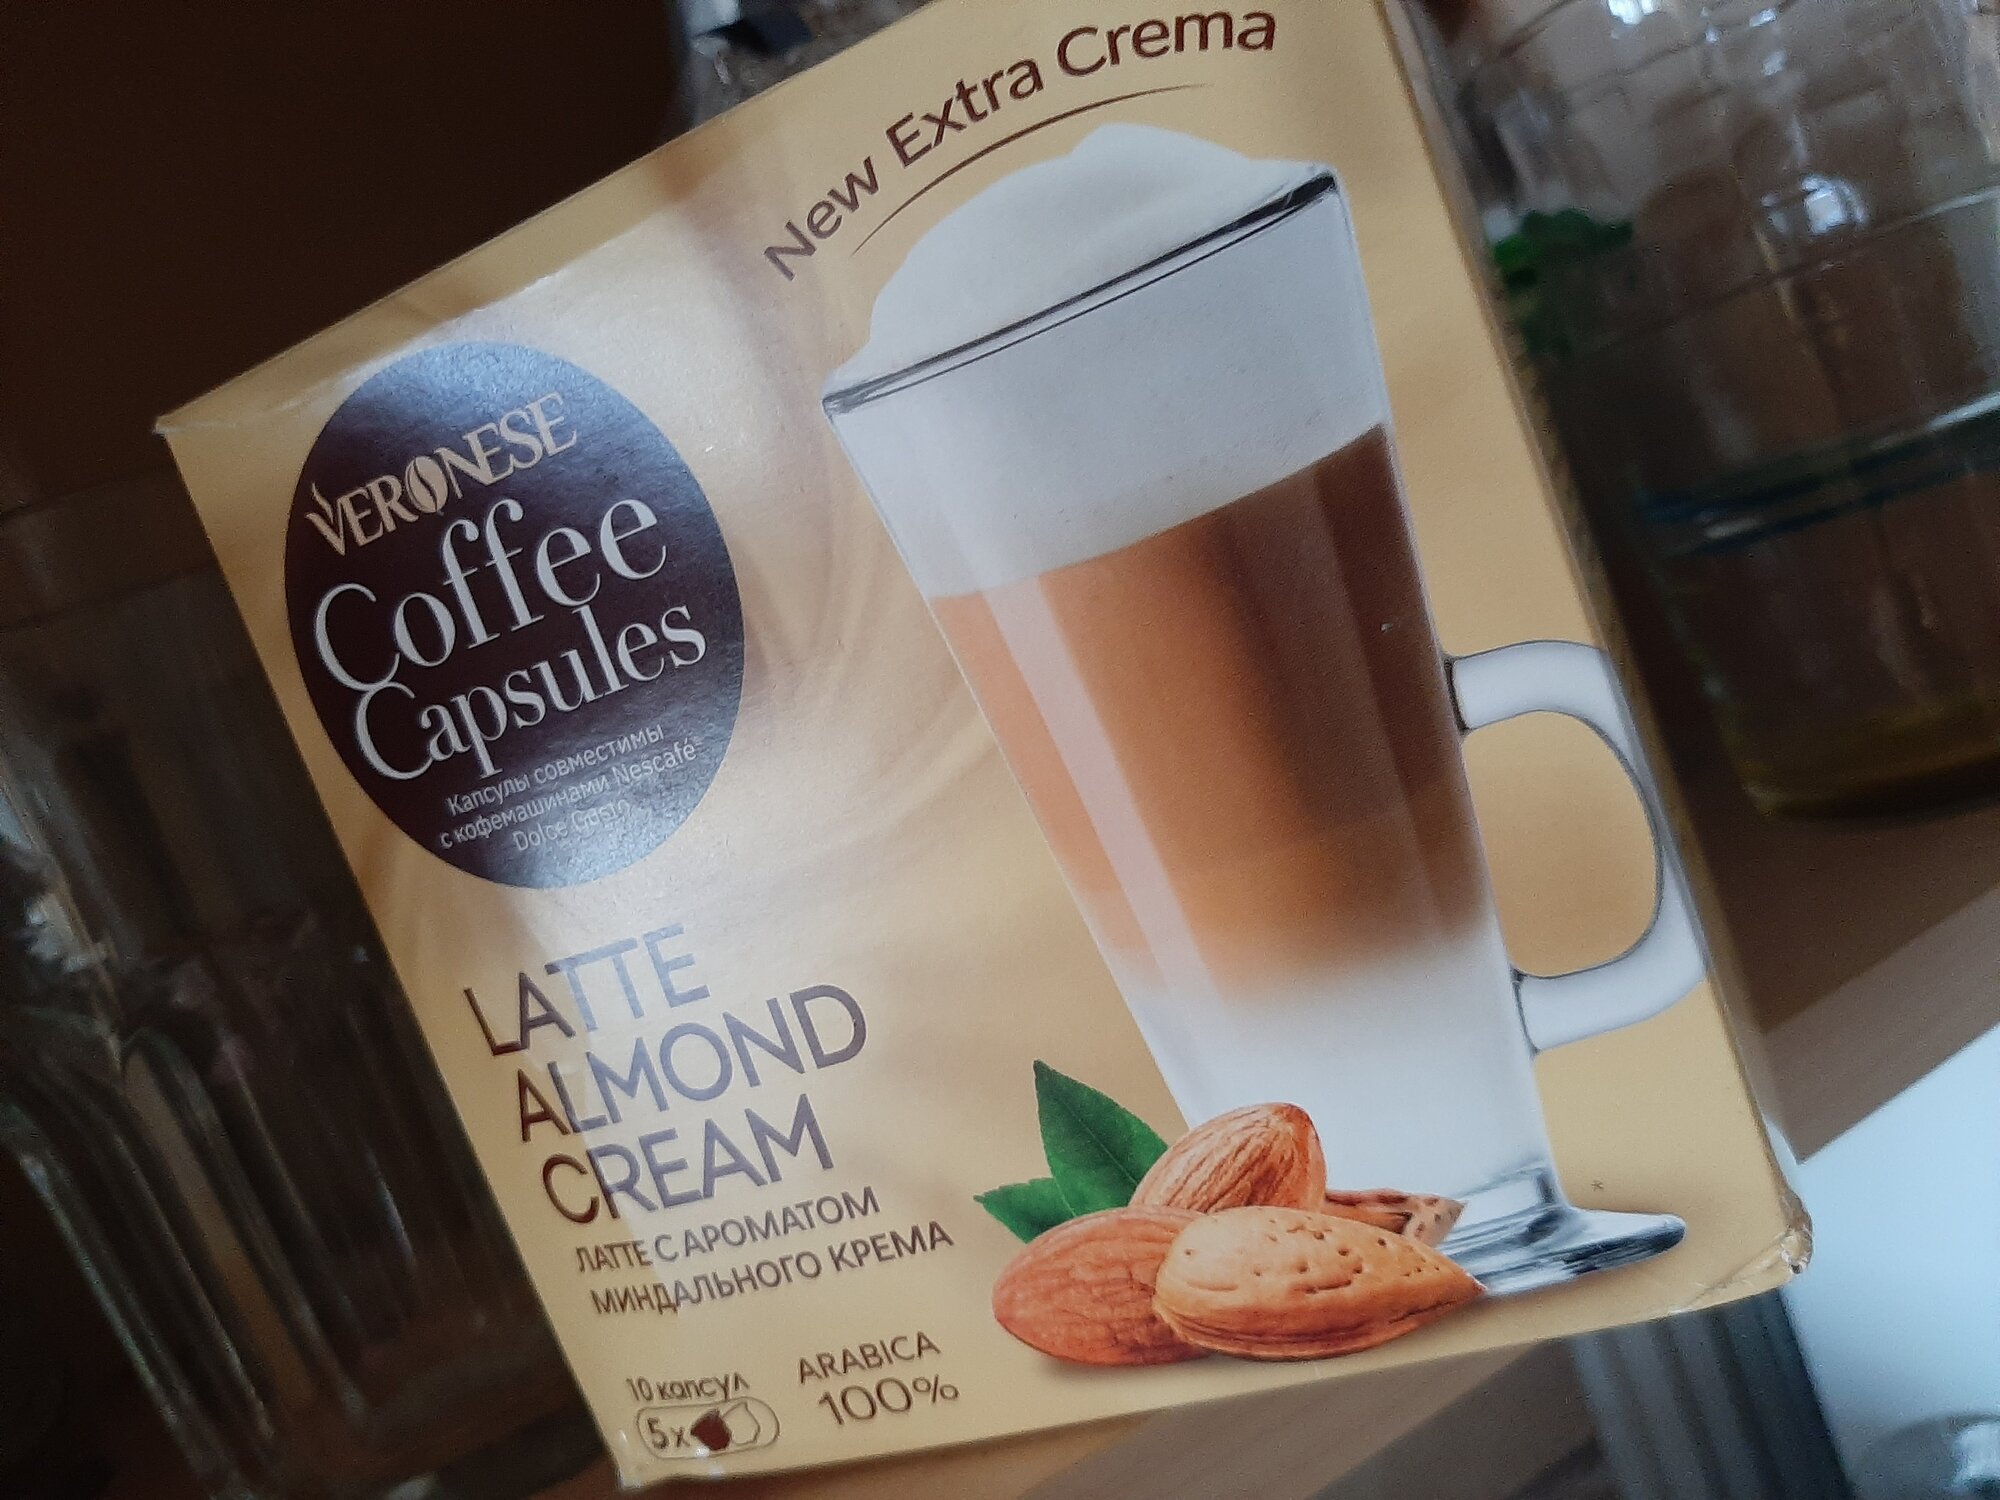 New Extra Crema
VERONESE
Coffee
Capsules
Капсулы совместимы
с кофемашинами Nescafé
Dolce Gusto
LATTE
ALMOND
CREAM
ЛАТТЕ С АРОМАТОМ
МИНДАЛЬНОГО КРЕМА
10 капсул
5x
ARABICA
100%
*